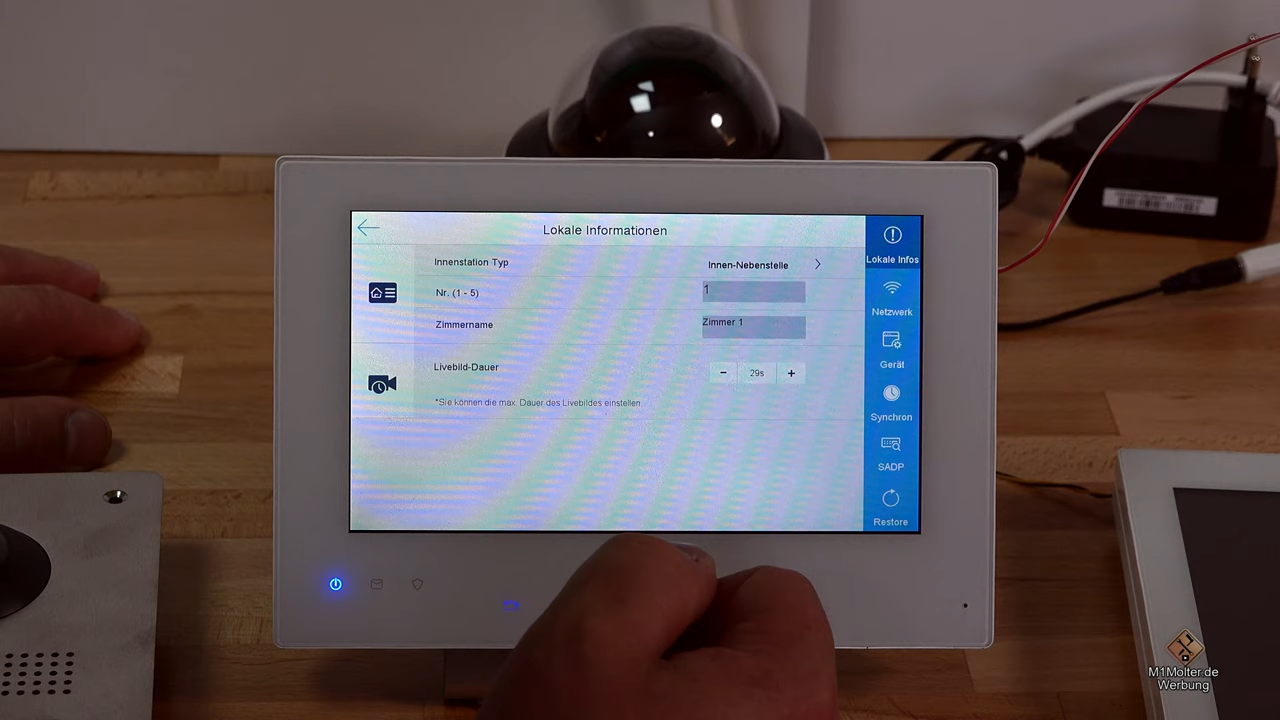 Lokale Informationen
Innenstation Typ
Innen-Nebenstelle
Nr. (1 - 5)
1
Zimmername
Zimmer 1
Livebild-Dauer
29s
*Sie können die max. Dauer des Livebildes einstellen
Lokale Infos
Netzwerk
Gerät
Synchron
SADP
Restore
M1Molter.de
Werbung